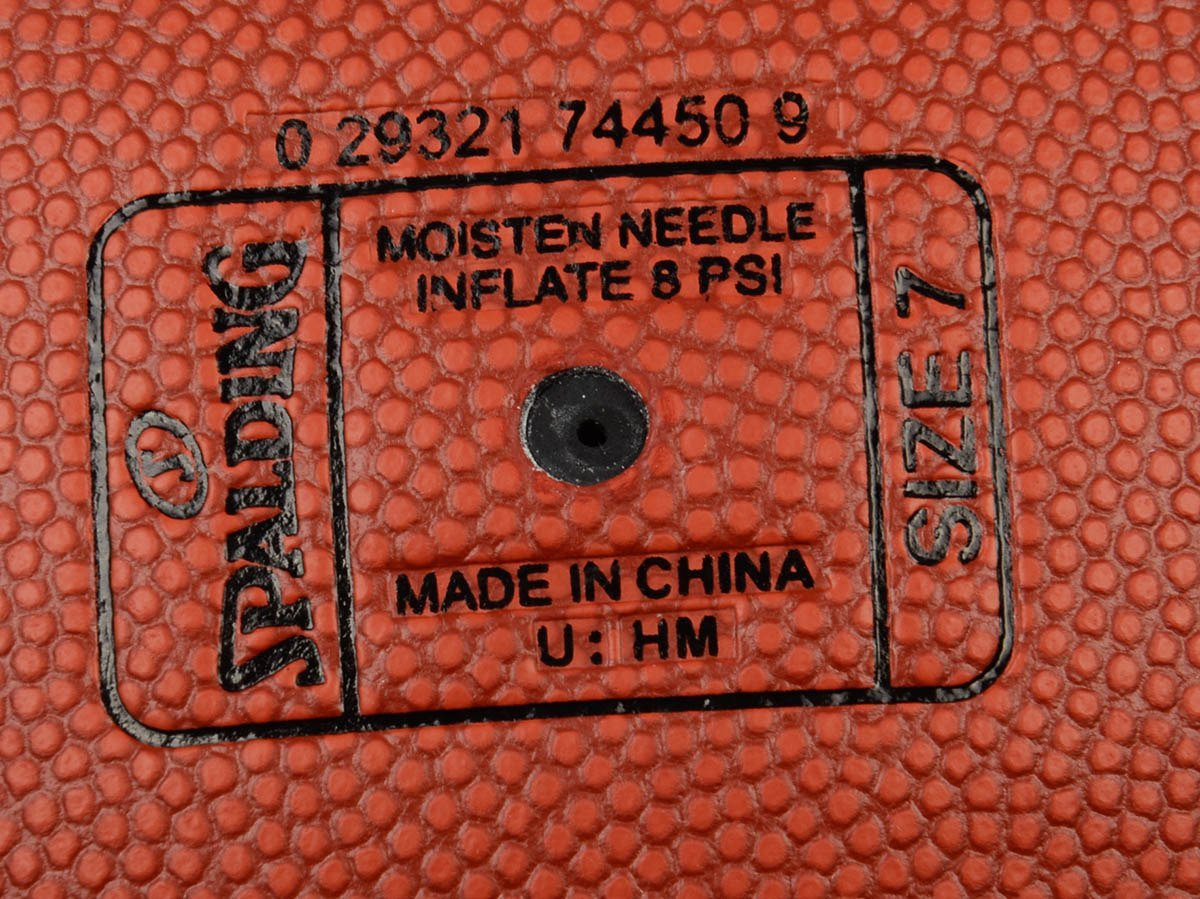 0 29321 74450 9
SPALDING
MOISTEN NEEDLE
INFLATE 8 PSI
MADE IN CHINA
U: HM
SIZE 7